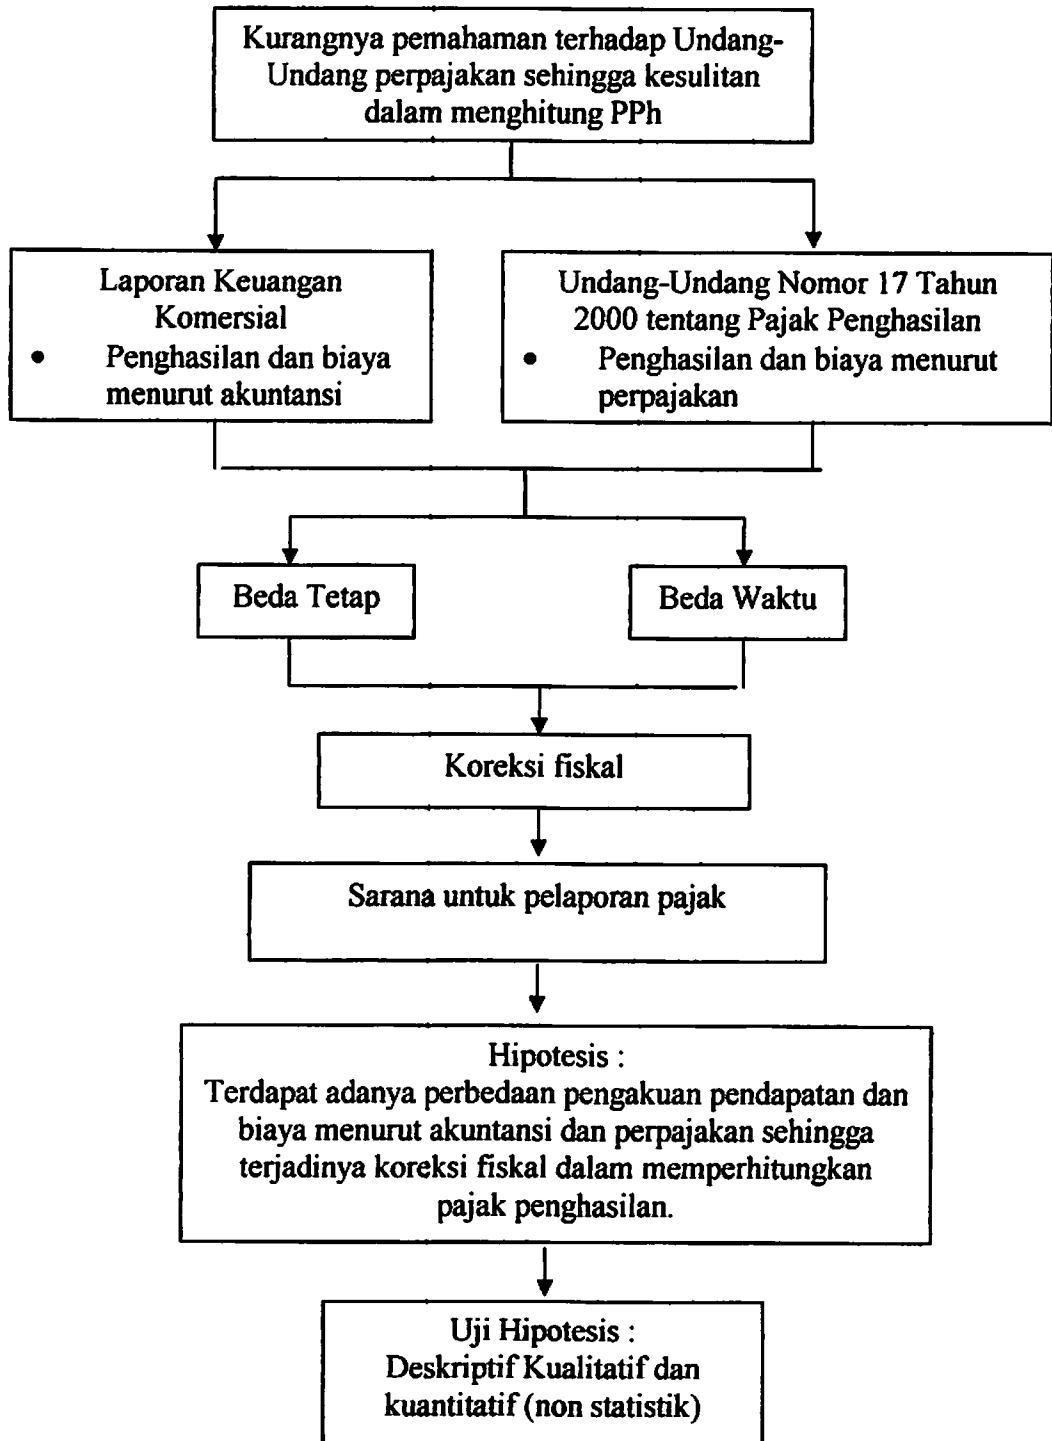 Kurangnya pemahaman terhadap Undang-
Undang perpajakan sehingga kesulitan
dalam menghitung PPh
Laporan Keuangan
Komersial
• Penghasilan dan biaya
menurut akuntansi
Undang-Undang Nomor 17 Tahun
2000 tentang Pajak Penghasilan
• Penghasilan dan biaya menurut
perpajakan
Beda Tetap
Beda Waktu
Koreksi fiskal
Sarana untuk pelaporan pajak
Hipotesis :
Terdapat adanya perbedaan pengakuan pendapatan dan
biaya menurut akuntansi dan perpajakan sehingga
terjadinya koreksi fiskal dalam memperhitungkan
pajak penghasilan.
Uji Hipotesis :
Deskriptif Kualitatif dan
kuantitatif (non statistik)